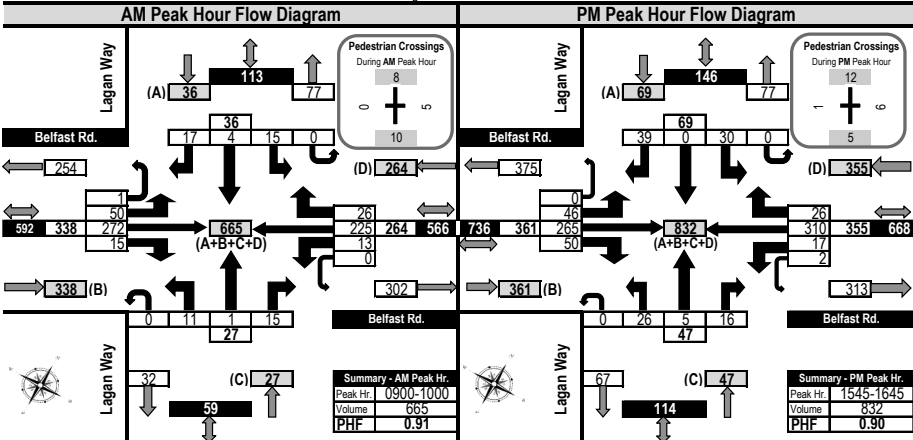 AM Peak Hour Flow Diagram
Lagan Way
113
(A) 36
77
Pedestrian Crossings
During AM Peak Hour
8
0
5
10
Belfast Rd.
36
17 4 15 0
254
(D) 264
1
50
592 338 272
15
665
(A+B+C+D)
26
225 264 566
13
0
338 (B)
302
0 11 1 15
27
Belfast Rd.
Lagan Way
32
(C) 27
59
Summary - AM Peak Hr.
Peak Hr. 0900-1000
Volume 665
PHF 0.91
PM Peak Hour Flow Diagram
Lagan Way
146
(A) 69
77
Pedestrian Crossings
During PM Peak Hour
12
1
6
5
Belfast Rd.
69
39 0 30 0
375
(D) 355
0
46
736 361 265
50
832
(A+B+C+D)
26
310 355 668
17
2
361 (B)
313
0 26 5 16
47
Belfast Rd.
Lagan Way
67
(C) 47
114
Summary - PM Peak Hr.
Peak Hr. 1545-1645
Volume 832
PHF 0.90